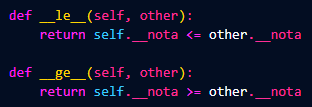 def __le__(self, other):
    return self.__nota <= other.__nota

def __ge__(self, other):
    return self.__nota >= other.__nota